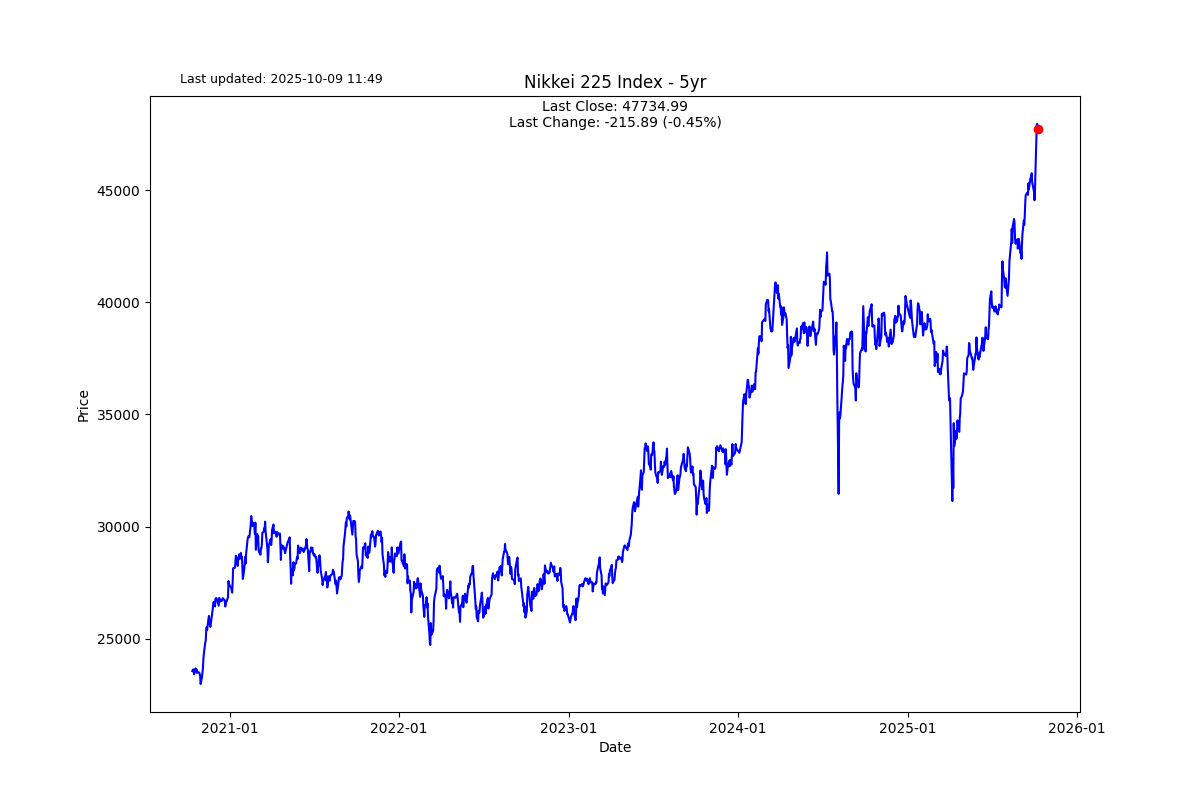 Last updated: 2025-10-09 11:49
Nikkei 225 Index - 5yr
Last Close: 47734.99
Last Change: -215.89 (-0.45%)
45000
40000
35000
30000
25000
Price
2021-01
2022-01
2023-01
2024-01
2025-01
2026-01
Date